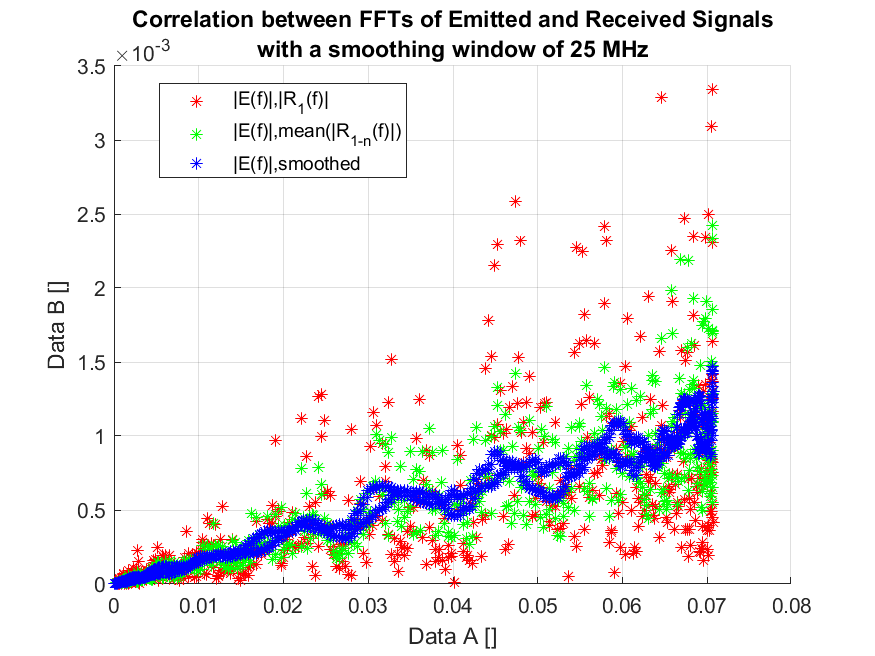 Correlation between FFTs of Emitted and Received Signals
with a smoothing window of 25 MHz
×10-3
3.5
|E(f)|,|R1(f)|
|E(f)|,mean(|R1-n(f)|)
|E(f)|,smoothed
3
2.5
2
1.5
1
0.5
0
Data B []
0 0.01 0.02 0.03 0.04 0.05 0.06 0.07 0.08
Data A []